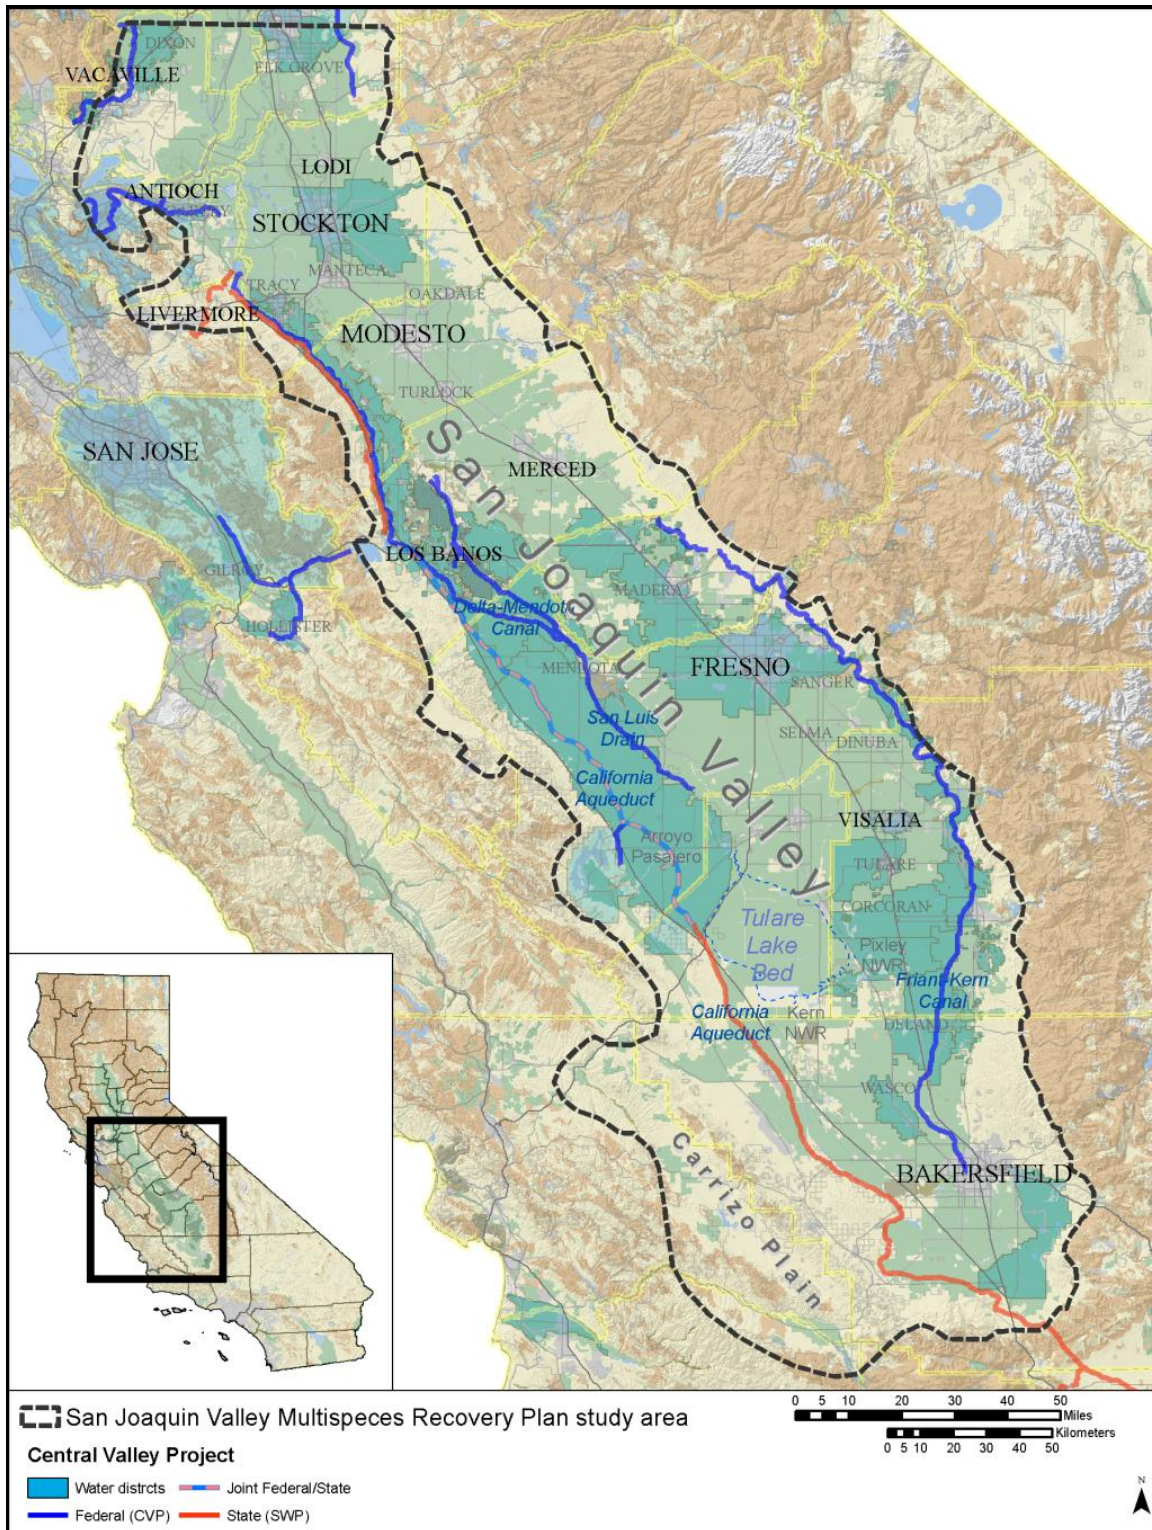 DIXON
ELK GROVE
VACAVILLE
LODI
ANTIOCH
STOCKTON
MANTECA
TRACY
OAKDALE
LIVERMORE
MODESTO
TURLOCK
SAN JOSE
MERCED
San Joaquin Valley
LOS BANOS
GILROY
MADERA
Delta-Mendot
Canal
HOLLISTER
MENDOTA
FRESNO
SANGER
San Luis
Drain
SELMA
DINUBA
California
Aqueduct
VISALIA
Arroyo
Pasajero
TULARE
CORCORAN
Tulare
Lake
Bed
Pixley
NWR
Friant-Kern
Canal
California
Aqueduct
Kern
NWR
DELANO
WASCO
Carrizo Plain
BAKERSFIELD
San Joaquin Valley Multispeces Recovery Plan study area
0 5 10 20 30 40 50
Miles
Kilometers
0 5 10 20 30 40 50
Central Valley Project
Water distrcts
Joint Federal/State
Federal (CVP)
State (SWP)
N